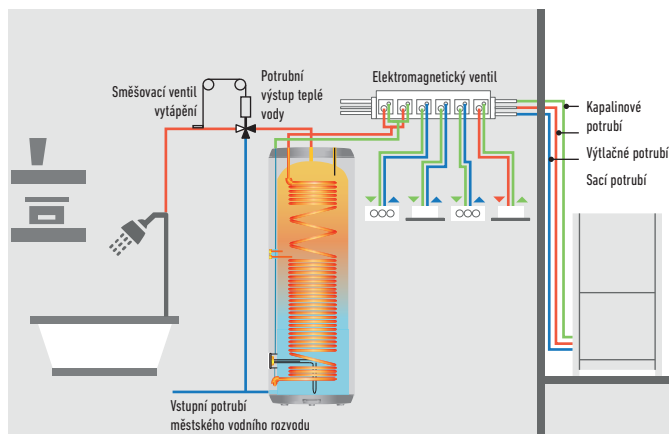 Směšovací ventil
vytápění
Potrubní
výstup teplé
vody
Elektromagnetický ventil
Kapalinové
potrubí
Výtlačné potrubí
Sací potrubí
Vstupní potrubí
městského vodního rozvodu